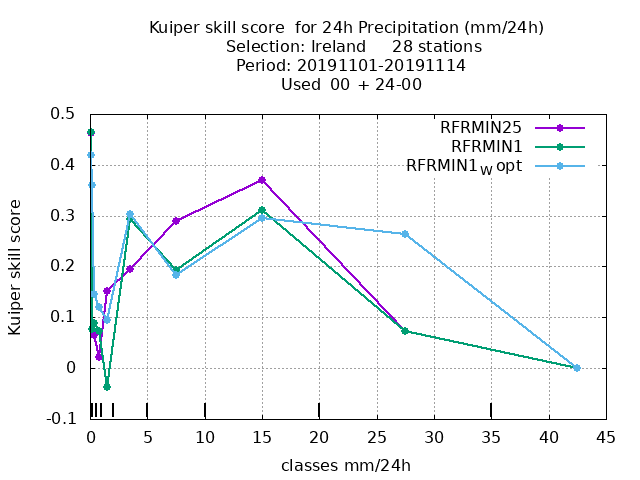 Kuiper skill score  for 24h Precipitation (mm/24h)
Selection: Ireland     28 stations
Period: 20191101-20191114
Used  00 + 24-00
RFRMIN25
RFRMIN1
RFRMIN1w opt
Kuiper skill score
0.5
0.4
0.3
0.2
0.1
0
-0.1
0 5 10 15 20 25 30 35 40 45
classes mm/24h